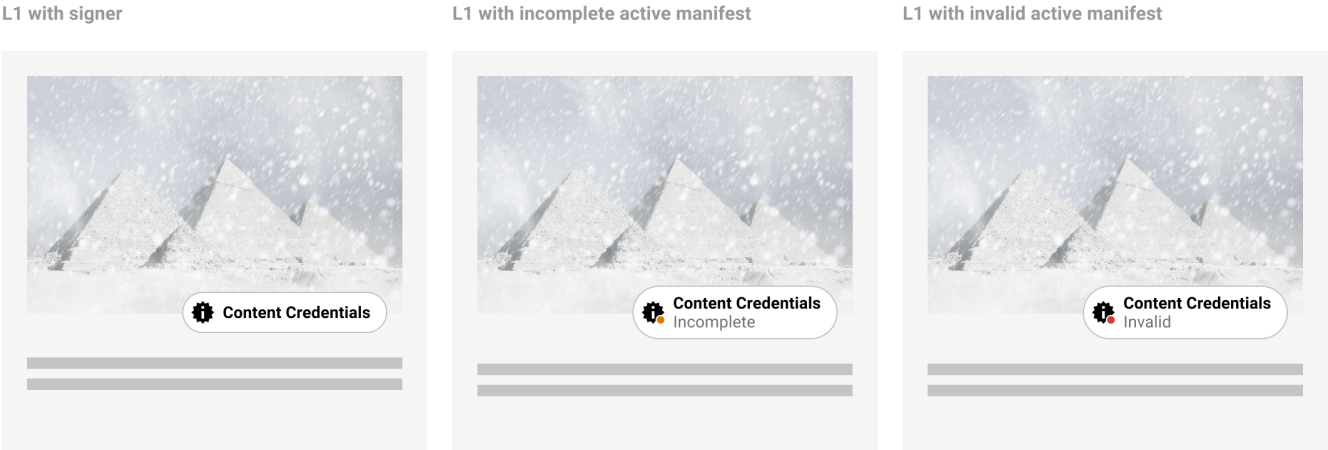 L1 with signer
Content Credentials
L1 with incomplete active manifest
Content Credentials
Incomplete
L1 with invalid active manifest
Content Credentials
Invalid